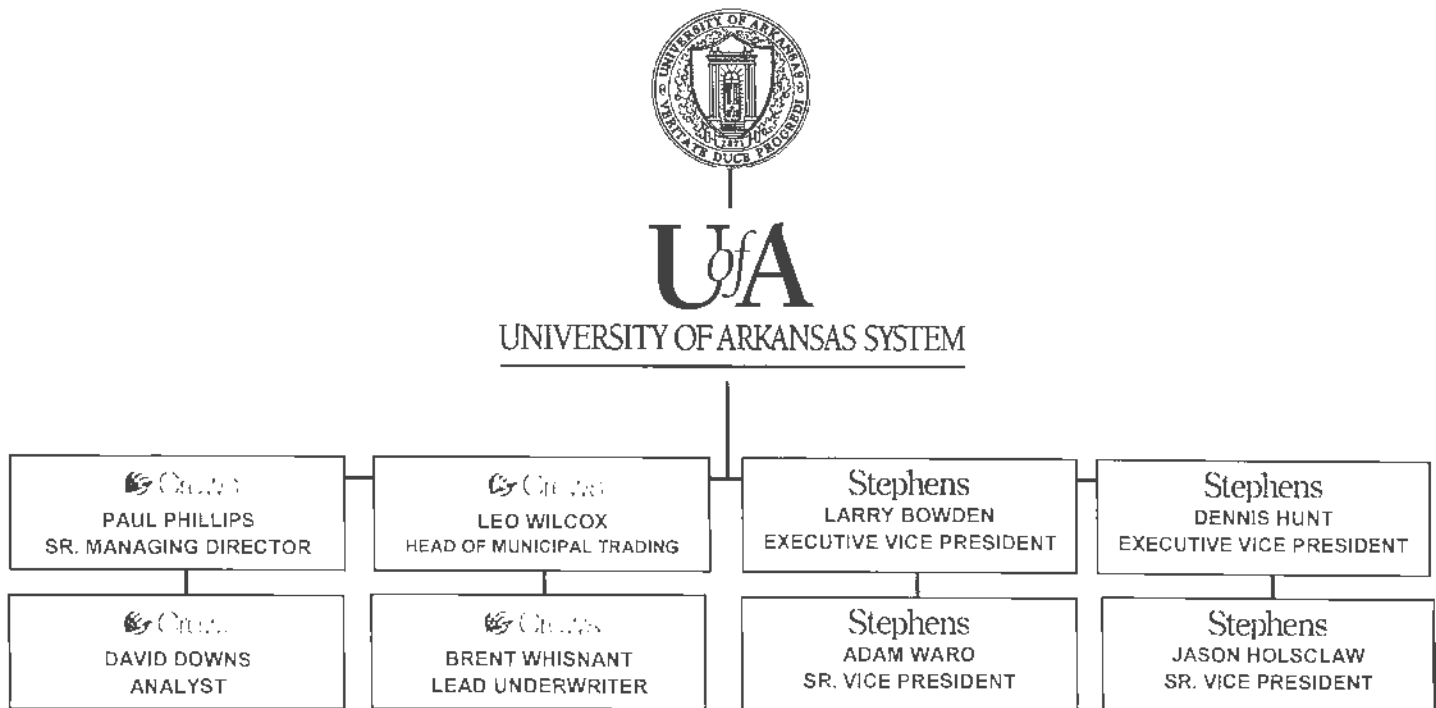 UNIVERSITY OF ARKANSAS
VERITATE DUCE PROGREDI
1871
UofA
UNIVERSITY OF ARKANSAS SYSTEM
PAUL PHILLIPS
SR. MANAGING DIRECTOR
LEO WILCOX
HEAD OF MUNICIPAL TRADING
Stephens
LARRY BOWDEN
EXECUTIVE VICE PRESIDENT
Stephens
DENNIS HUNT
EXECUTIVE VICE PRESIDENT
DAVID DOWNS
ANALYST
BRENT WHISNANT
LEAD UNDERWRITER
Stephens
ADAM WARO
SR. VICE PRESIDENT
Stephens
JASON HOLSCLAW
SR. VICE PRESIDENT